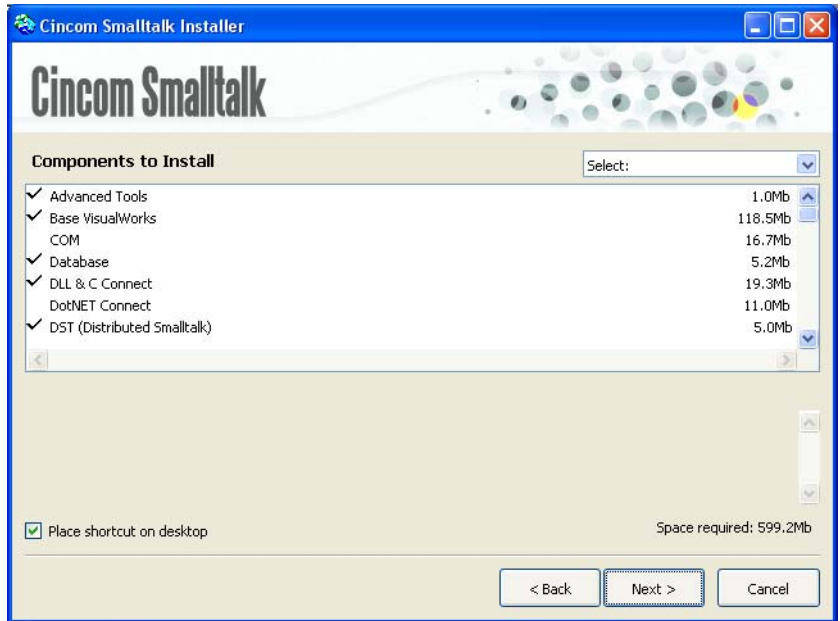 Cincom Smalltalk Installer
Cincom Smalltalk
Components to Install
Select:
Advanced Tools 1.0Mb
Base VisualWorks 118.5Mb
COM 16.7Mb
Database 5.2Mb
DLL & C Connect 19.3Mb
DotNET Connect 11.0Mb
DST (Distributed Smalltalk) 5.0Mb
Place shortcut on desktop Space required: 599.2Mb
< Back Next > Cancel